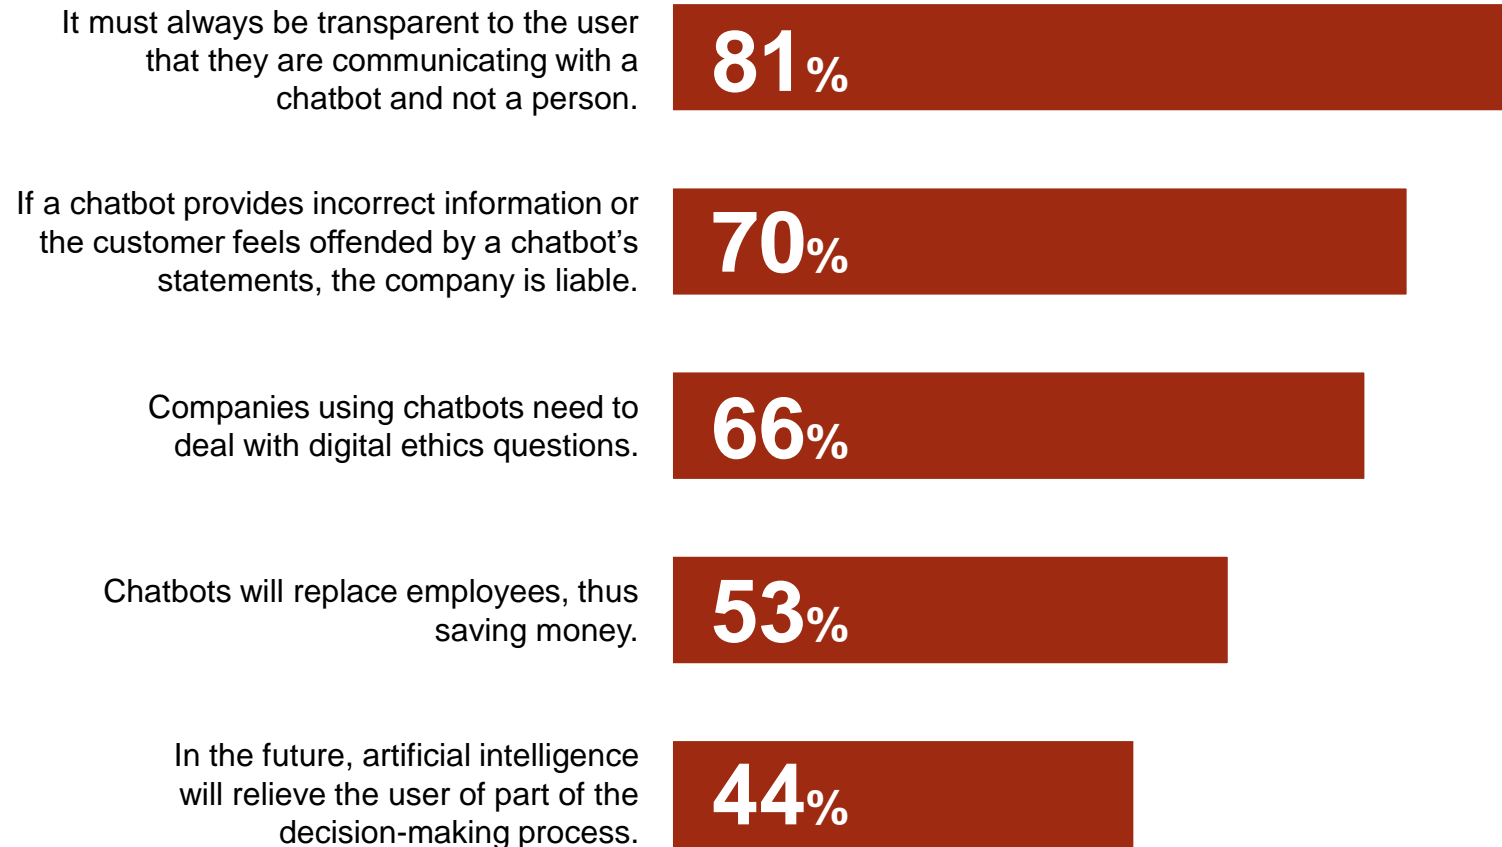 It must always be transparent to the user
that they are communicating with a
chatbot and not a person.
81%
If a chatbot provides incorrect information or
the customer feels offended by a chatbot’s
statements, the company is liable.
70%
Companies using chatbots need to
deal with digital ethics questions.
66%
Chatbots will replace employees, thus
saving money.
53%
In the future, artificial intelligence
will relieve the user of part of the
decision-making process.
44%